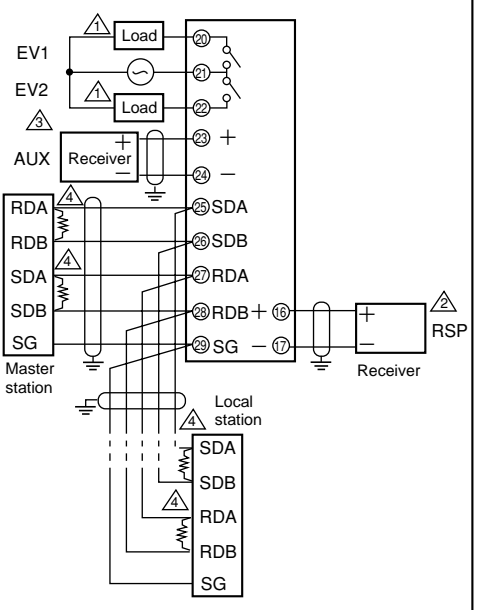 1 Load 20
EV1
21
EV2
1 Load 22
3
23 +
AUX Receiver + −
24 −
RDA 4 25 SDA
RDB 26 SDB
SDA 4 27 RDA
SDB 28 RDB + 16 + 2 RSP
SG 29 SG − 17 −
Master station
Receiver
Local station
4
SDA
SDB
4
RDA
RDB
SG